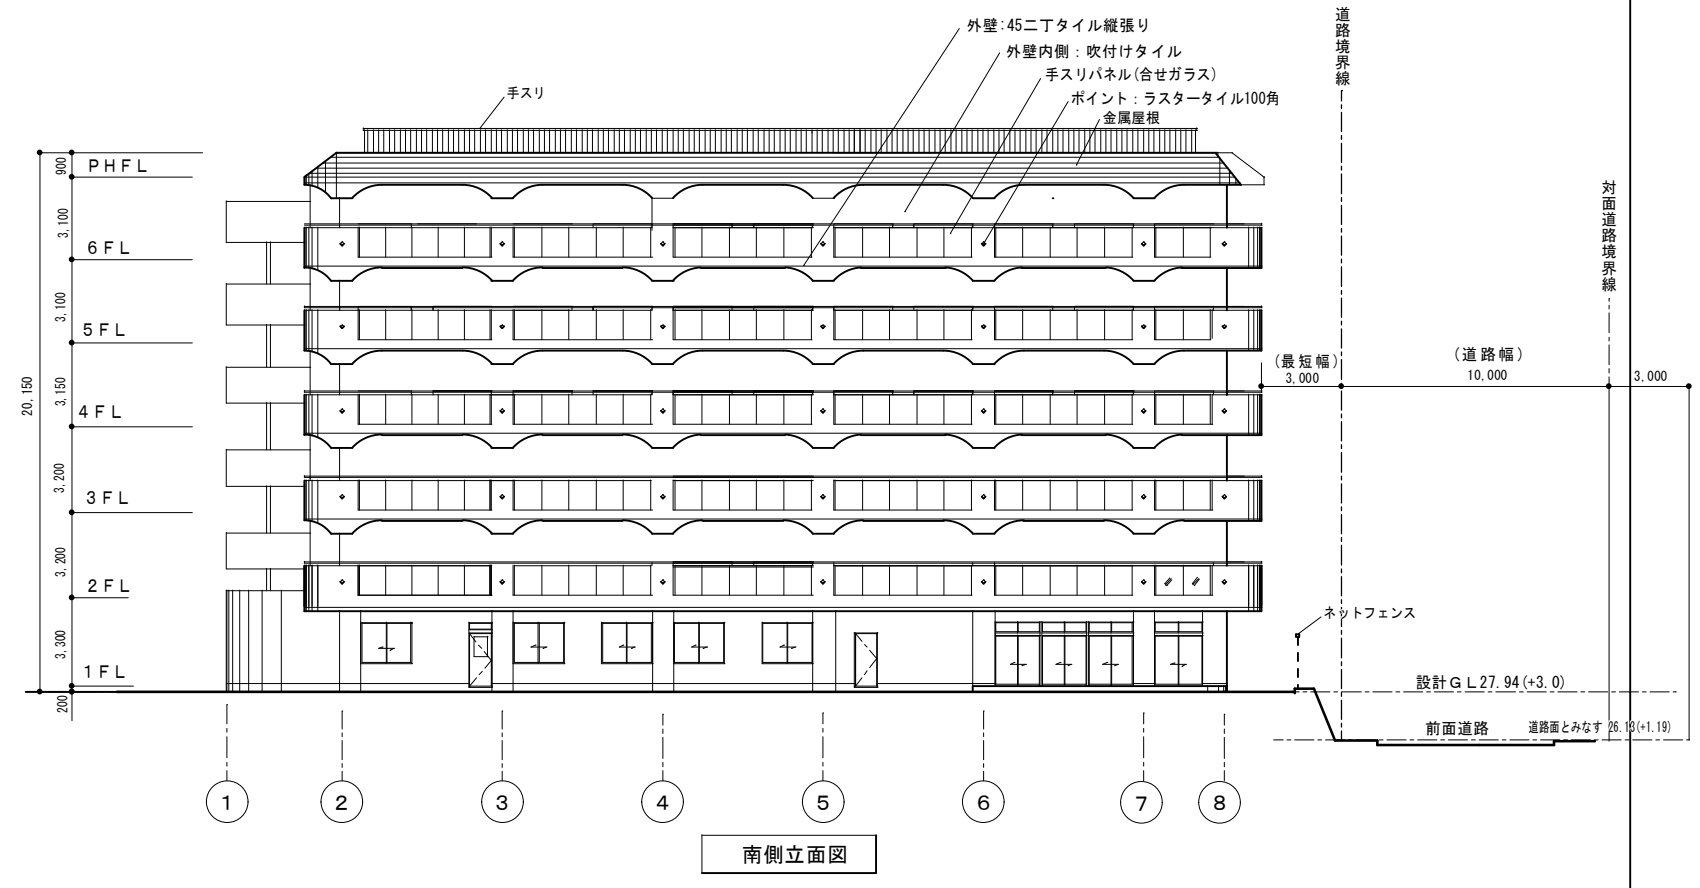 外壁:45二丁タイル縦張り
外壁内側：吹付けタイル
手スリパネル(合せガラス)
ポイント：ラスタータイル100角
金属屋根
手スリ
道路境界線
対面道路境界線
900
PHFL
3,100
6FL
3,100
5FL
3,150
4FL
20,150
3,200
3FL
3,200
2FL
3,300
1FL
200
(最短幅)
3,000
(道路幅)
10,000
3,000
ネットフェンス
設計GL27.94(+3.0)
前面道路
道路面とみなす 26.13(+1.19)
1
2
3
4
5
6
7
8
南側立面図